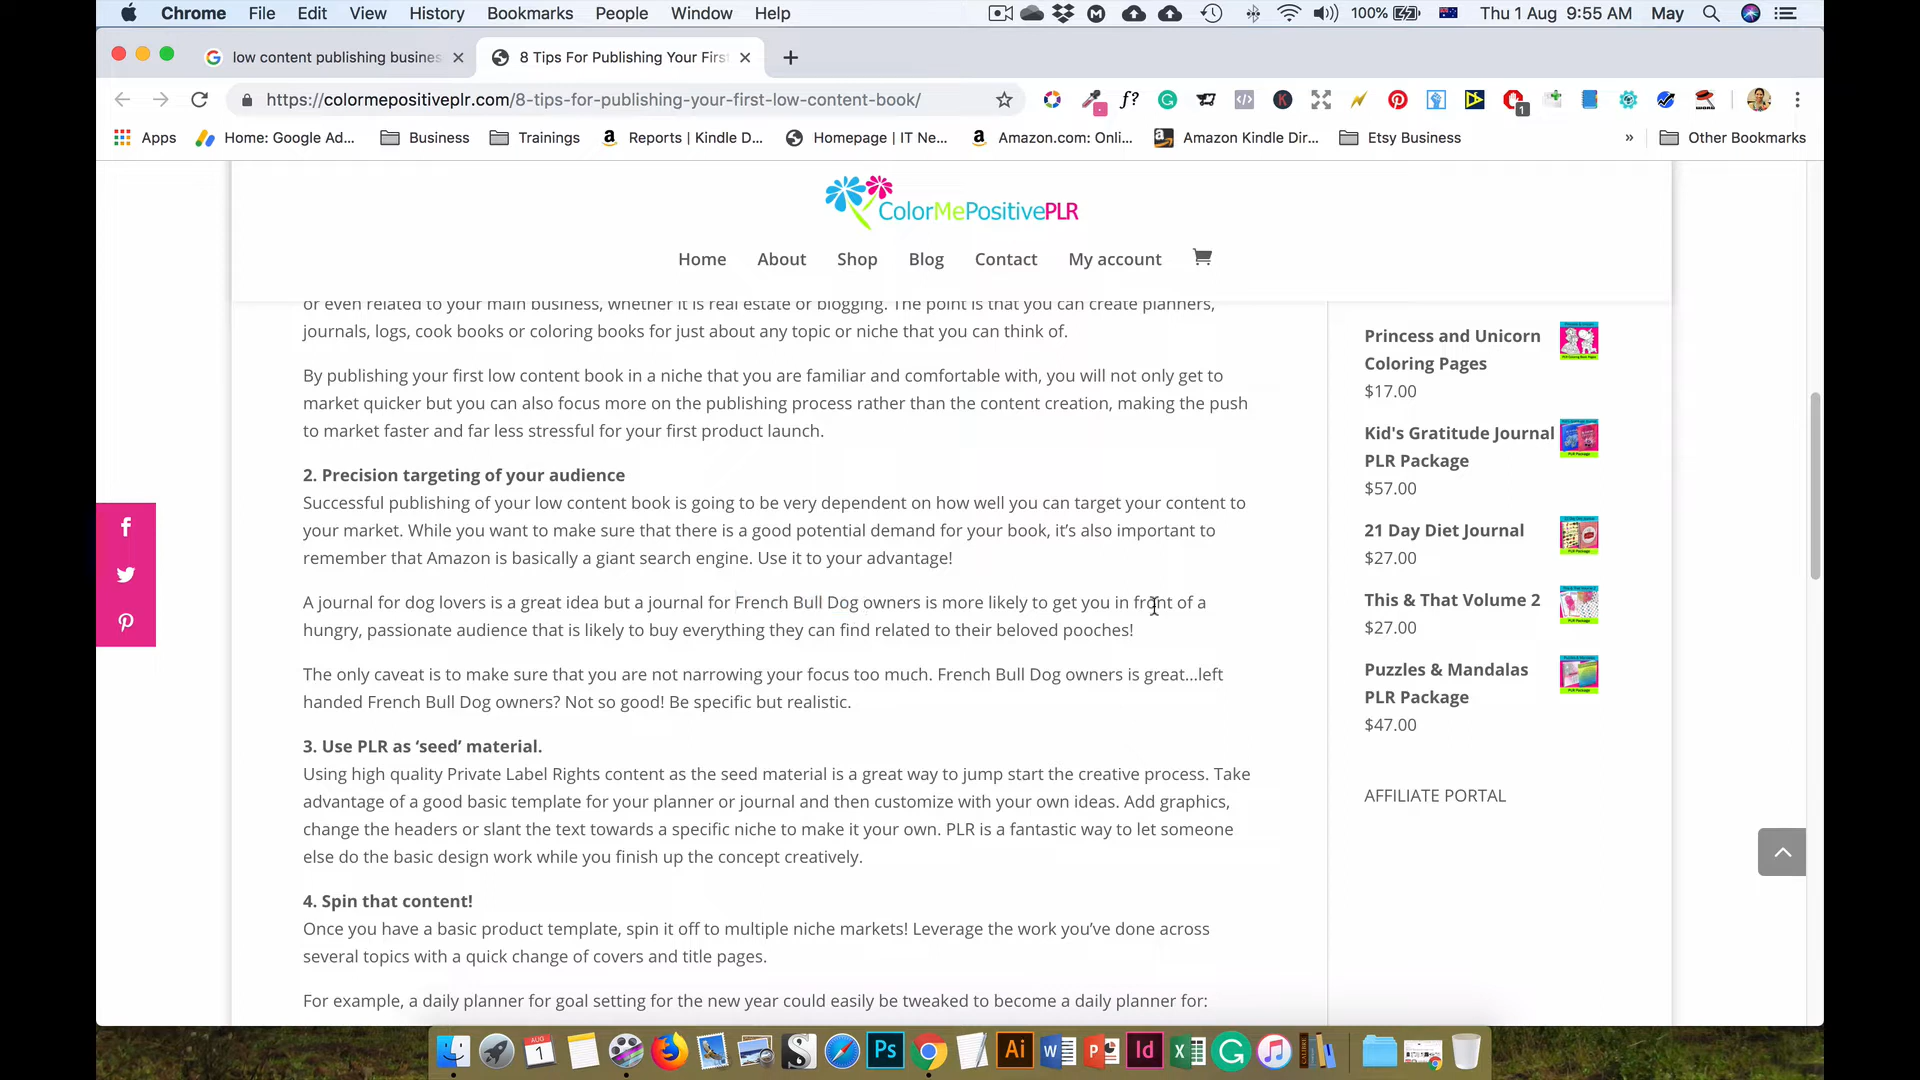 Chrome File Edit View History Bookmarks People Window Help 100% Thu 1 Aug 9:55 AM May
low content publishing busines
8 Tips For Publishing Your First
https://colormepositiveplr.com/8-tips-for-publishing-your-first-low-content-book/
Apps Home: Google Ad... Business Trainings Reports | Kindle D... Homepage | IT Ne... Amazon.com: Onli... Amazon Kindle Dir... Etsy Business » Other Bookmarks
ColorMePositivePLR
Home About Shop Blog Contact My account
or even related to your main business, whether it is real estate or blogging. The point is that you can create planners,
journals, logs, cook books or coloring books for just about any topic or niche that you can think of.
By publishing your first low content book in a niche that you are familiar and comfortable with, you will not only get to
market quicker but you can also focus more on the publishing process rather than the content creation, making the push
to market faster and far less stressful for your first product launch.
2. Precision targeting of your audience
Successful publishing of your low content book is going to be very dependent on how well you can target your content to
your market. While you want to make sure that there is a good potential demand for your book, it’s also important to
remember that Amazon is basically a giant search engine. Use it to your advantage!
A journal for dog lovers is a great idea but a journal for French Bull Dog owners is more likely to get you in front of a
hungry, passionate audience that is likely to buy everything they can find related to their beloved pooches!
The only caveat is to make sure that you are not narrowing your focus too much. French Bull Dog owners is great…left
handed French Bull Dog owners? Not so good! Be specific but realistic.
3. Use PLR as ‘seed’ material.
Using high quality Private Label Rights content as the seed material is a great way to jump start the creative process. Take
advantage of a good basic template for your planner or journal and then customize with your own ideas. Add graphics,
change the headers or slant the text towards a specific niche to make it your own. PLR is a fantastic way to let someone
else do the basic design work while you finish up the concept creatively.
4. Spin that content!
Once you have a basic product template, spin it off to multiple niche markets! Leverage the work you’ve done across
several topics with a quick change of covers and title pages.
For example, a daily planner for goal setting for the new year could easily be tweaked to become a daily planner for:
Princess and Unicorn
Coloring Pages
$17.00
Kid's Gratitude Journal
PLR Package
$57.00
21 Day Diet Journal
$27.00
This & That Volume 2
$27.00
Puzzles & Mandalas
PLR Package
$47.00
AFFILIATE PORTAL